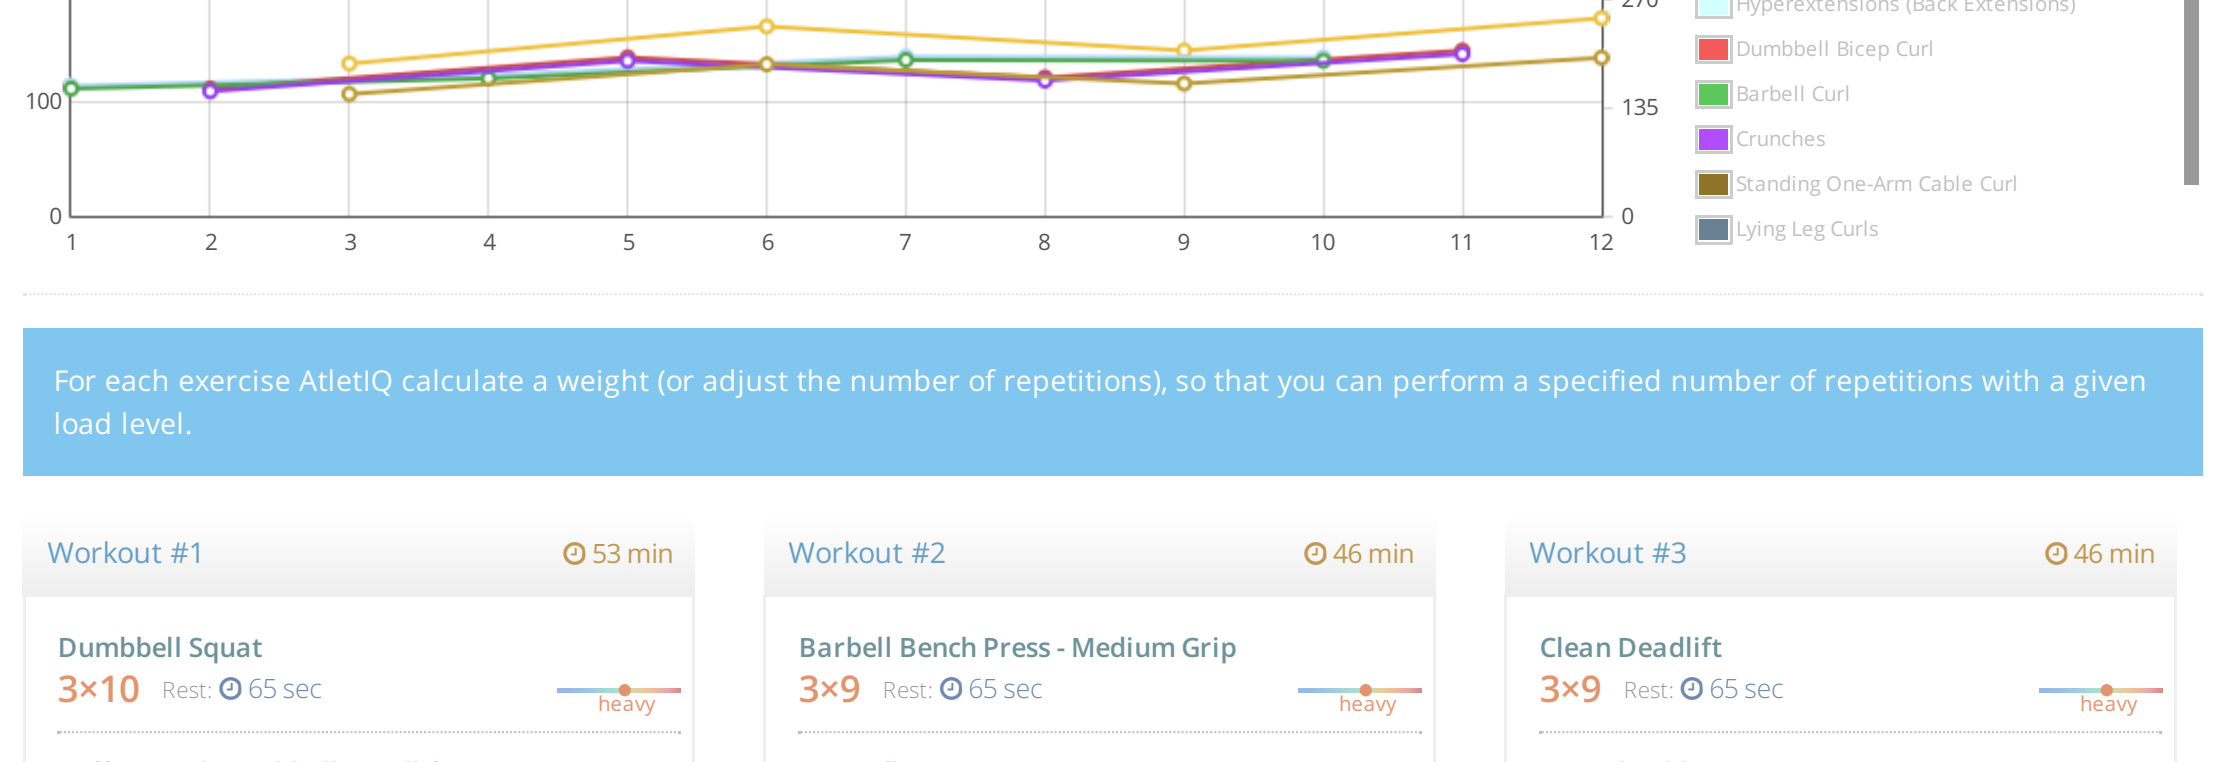 270
Hyperextensions (Back Extensions)
Dumbbell Bicep Curl
100
135
Barbell Curl
Crunches
Standing One-Arm Cable Curl
0
0
Lying Leg Curls
1 2 3 4 5 6 7 8 9 10 11 12
For each exercise AtletIQ calculate a weight (or adjust the number of repetitions), so that you can perform a specified number of repetitions with a given
load level.
Workout #1 53 min
Workout #2 46 min
Workout #3 46 min
Dumbbell Squat
3×10 Rest: 65 sec
heavy
Barbell Bench Press - Medium Grip
3×9 Rest: 65 sec
heavy
Clean Deadlift
3×9 Rest: 65 sec
heavy